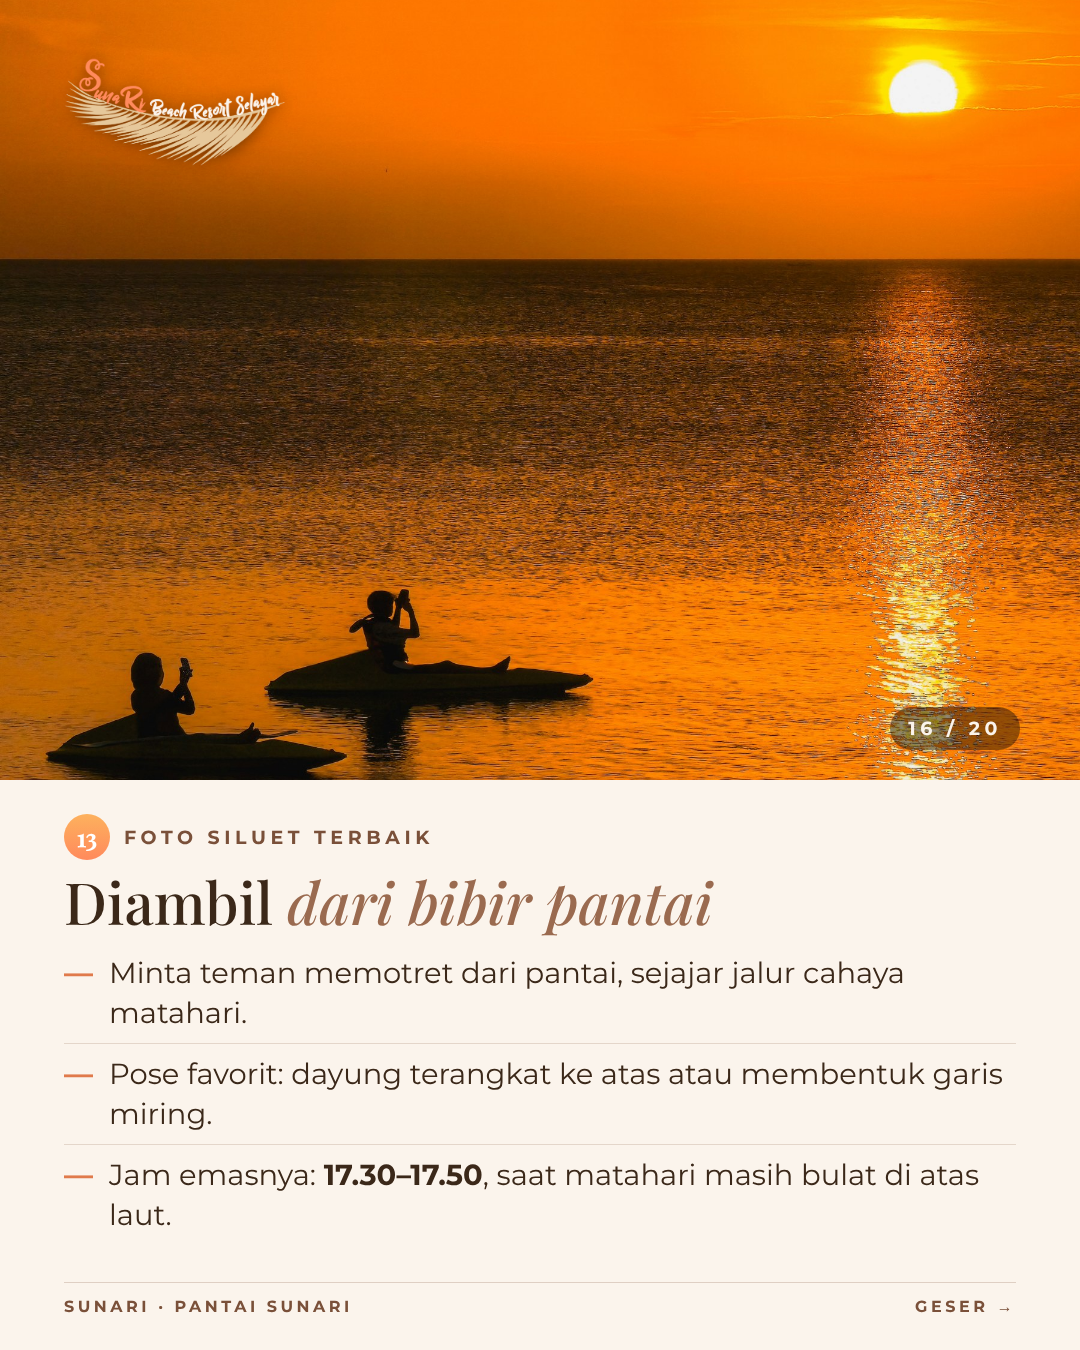 SunaRi Beach Resort Selayar
16 / 20
13 FOTO SILUET TERBAIK
Diambil dari bibir pantai
— Minta teman memotret dari pantai, sejajar jalur cahaya
matahari.
— Pose favorit: dayung terangkat ke atas atau membentuk garis
miring.
— Jam emasnya: 17.30–17.50, saat matahari masih bulat di atas
laut.
SUNARI · PANTAI SUNARI
GESER →